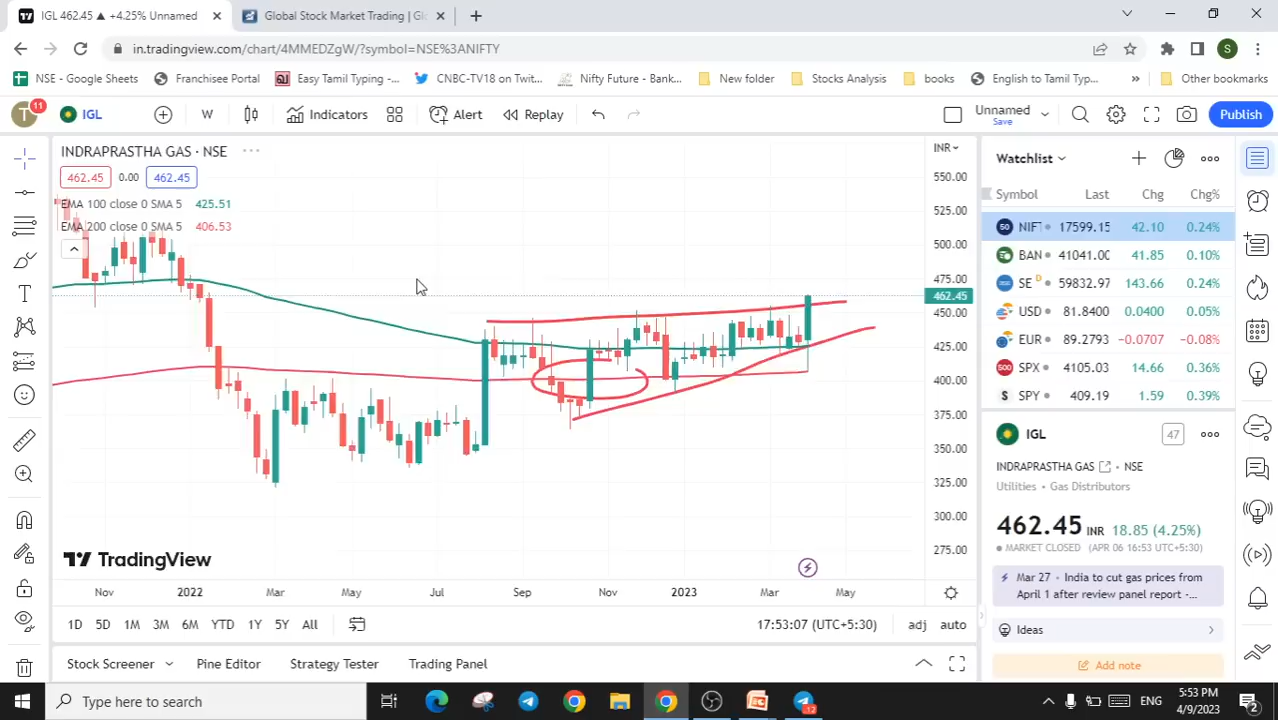 IGL 462.45 ▲ +4.25% Unnamed
Global Stock Market Trading | Gl
in.tradingview.com/chart/4MMEDZgW/?symbol=NSE%3ANIFTY
S
NSE - Google Sheets Franchisee Portal Easy Tamil Typing -... CNBC-TV18 on Twit... Nifty Future - Bank... New folder Stocks Analysis books English to Tamil Typ... » Other bookmarks
T 11 IGL W Indicators Alert Replay Unnamed Save Publish
INDRAPRASTHA GAS · NSE
462.45 0.00 462.45
EMA 100 close 0 SMA 5 425.51
EMA 200 close 0 SMA 5 406.53
INR
550.00
525.00
500.00
475.00
462.45
450.00
425.00
400.00
375.00
350.00
325.00
300.00
275.00
TradingView
Nov 2022 Mar May Jul Sep Nov 2023 Mar May
1D 5D 1M 3M 6M YTD 1Y 5Y All 17:53:07 (UTC+5:30) adj auto
Stock Screener Pine Editor Strategy Tester Trading Panel
Watchlist
Symbol Last Chg Chg%
50 NIFT 17599.15 42.10 0.24%
BAN 41041.00 41.85 0.10%
SE D 59832.97 143.66 0.24%
USD 81.8400 0.0400 0.05%
EUR 89.2793 −0.0707 −0.08%
500 SPX 4105.03 14.66 0.36%
$ SPY 409.19 1.59 0.39%
IGL 47
INDRAPRASTHA GAS NSE
Utilities • Gas Distributors
462.45 INR 18.85 (4.25%)
MARKET CLOSED (APR 06 16:53 UTC+5:30)
Mar 27 · India to cut gas prices from
April 1 after review panel report -...
Ideas
Add note
Type here to search
ENG
5:53 PM
4/9/2023
2